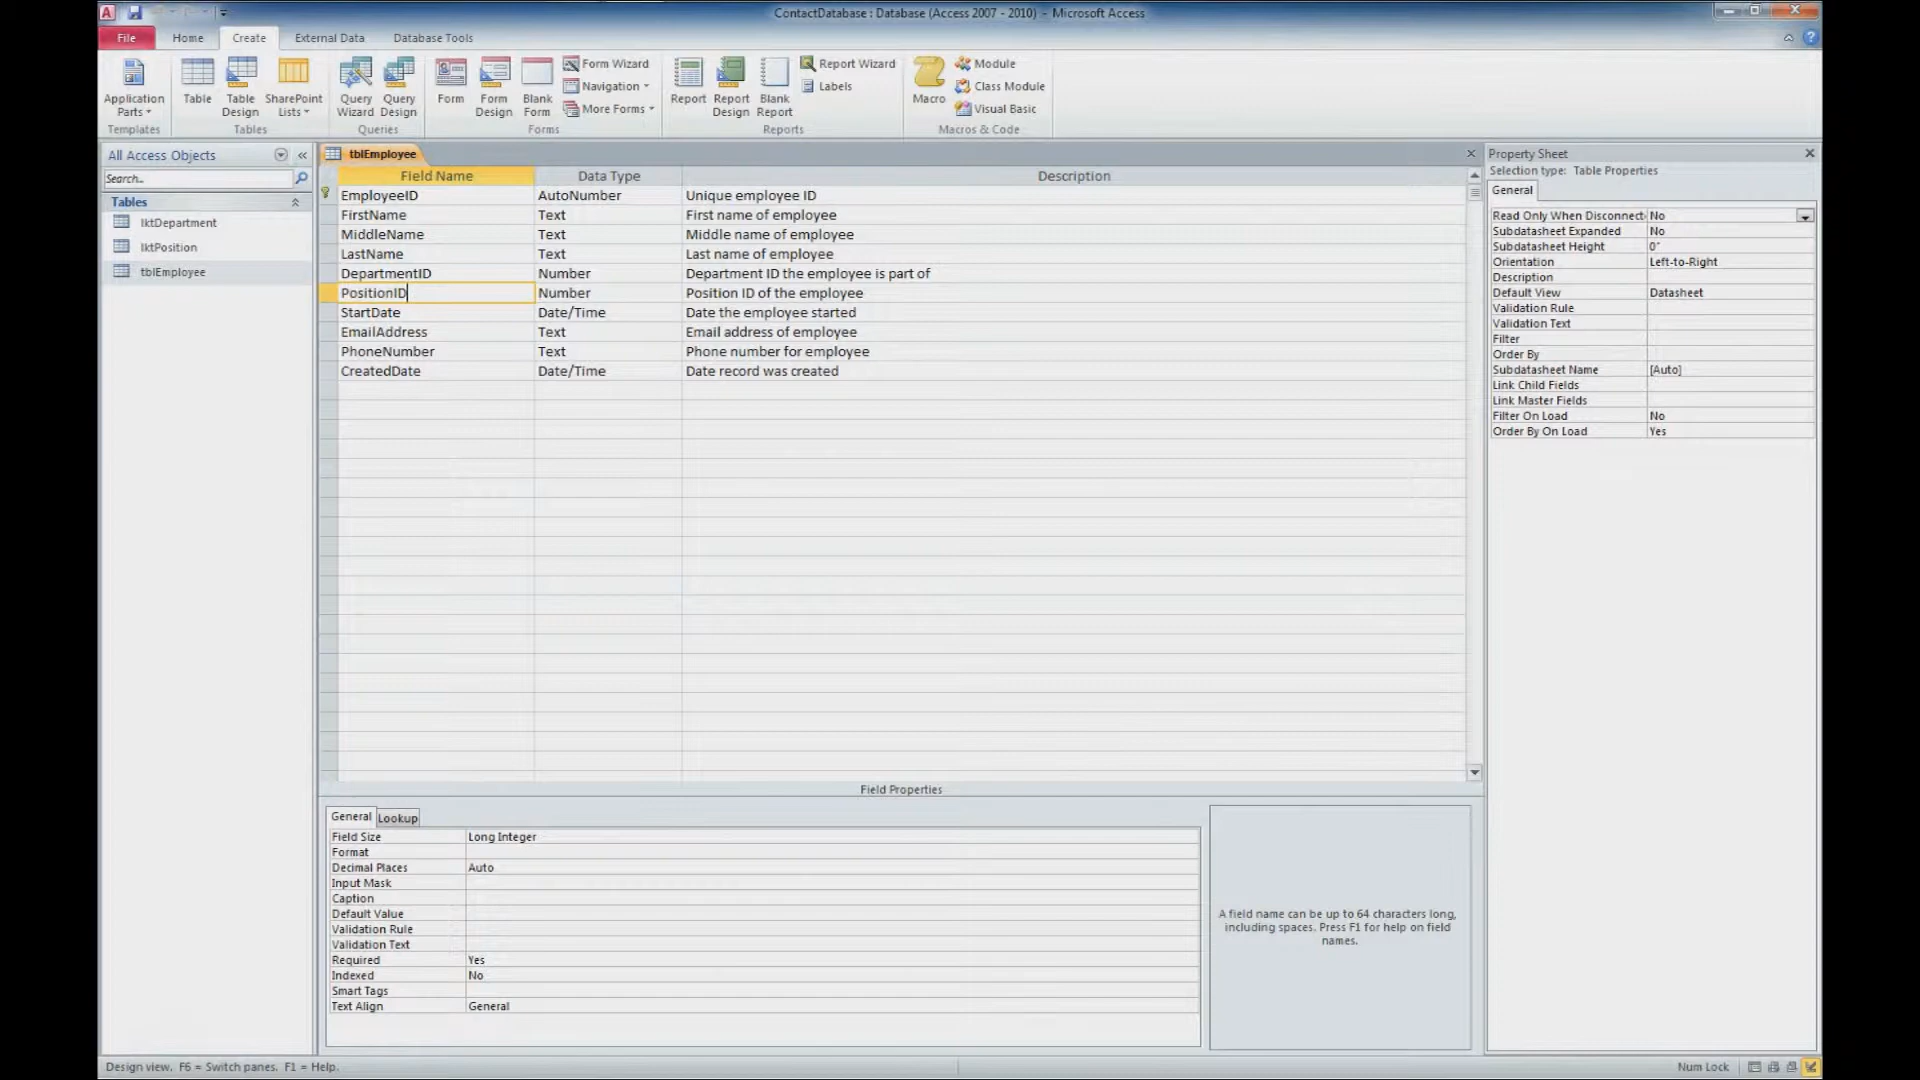 ContactDatabase : Database (Access 2007 - 2010) - Microsoft Access
File Home Create External Data Database Tools
Application Parts
Templates
Table
Table Design
SharePoint Lists
Tables
Query Wizard
Query Design
Queries
Form
Form Design
Blank Form
Form Wizard
Navigation
More Forms
Forms
Report
Report Design
Blank Report
Report Wizard
Labels
Reports
Macro
Module
Class Module
Visual Basic
Macros & Code
All Access Objects
Search...
Tables
lktDepartment
lktPosition
tblEmployee
tblEmployee
Field Name Data Type Description
EmployeeID AutoNumber Unique employee ID
FirstName Text First name of employee
MiddleName Text Middle name of employee
LastName Text Last name of employee
DepartmentID Number Department ID the employee is part of
PositionID Number Position ID of the employee
StartDate Date/Time Date the employee started
EmailAddress Text Email address of employee
PhoneNumber Text Phone number for employee
CreatedDate Date/Time Date record was created
Field Properties
General Lookup
Field Size Long Integer
Format
Decimal Places Auto
Input Mask
Caption
Default Value
Validation Rule
Validation Text
Required Yes
Indexed No
Smart Tags
Text Align General
A field name can be up to 64 characters long,
including spaces. Press F1 for help on field
names.
Property Sheet
Selection type: Table Properties
General
Read Only When Disconnect No
Subdatasheet Expanded No
Subdatasheet Height 0"
Orientation Left-to-Right
Description
Default View Datasheet
Validation Rule
Validation Text
Filter
Order By
Subdatasheet Name [Auto]
Link Child Fields
Link Master Fields
Filter On Load No
Order By On Load Yes
Design view. F6 = Switch panes. F1 = Help.
Num Lock